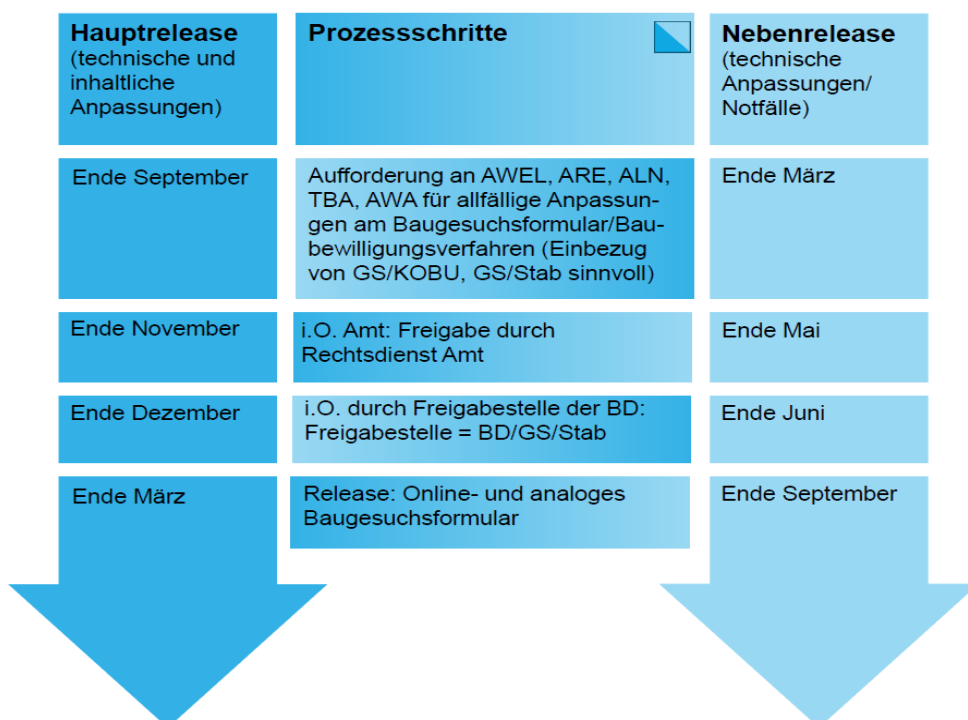 Hauptrelease
(technische und
inhaltliche
Anpassungen)
Prozessschritte
Nebenrelease
(technische
Anpassungen/
Notfälle)
Ende September
Aufforderung an AWEL, ARE, ALN,
TBA, AWA für allfällige Anpassun-
gen am Baugesuchsformular/Bau-
bewilligungsverfahren (Einbezug
von GS/KOBU, GS/Stab sinnvoll)
Ende März
Ende November
i.O. Amt: Freigabe durch
Rechtsdienst Amt
Ende Mai
Ende Dezember
i.O. durch Freigabestelle der BD:
Freigabestelle = BD/GS/Stab
Ende Juni
Ende März
Release: Online- und analoges
Baugesuchsformular
Ende September